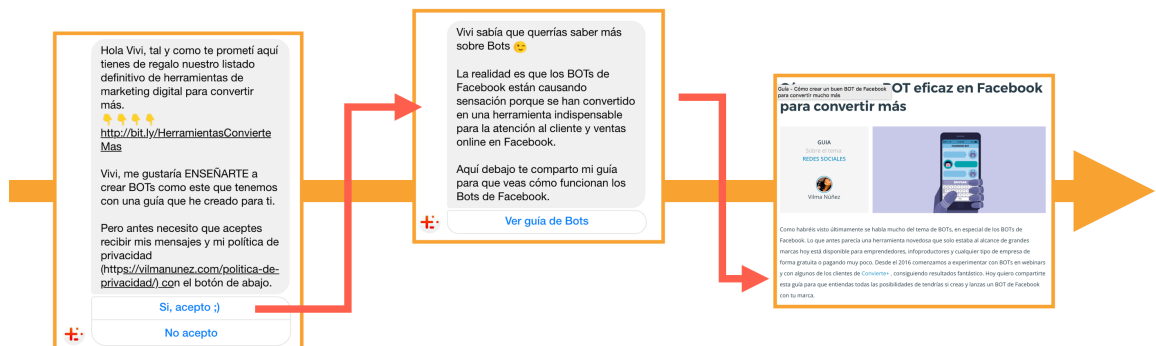 Hola Vivi, tal y como te prometí aquí
tienes de regalo nuestro listado
definitivo de herramientas de
marketing digital para convertir
más.
👇👇👇👇
http://bit.ly/HerramientasConvierte
Mas
Vivi, me gustaría ENSEÑARTE a
crear BOTs como este que tenemos
con una guía que he creado para ti.
Pero antes necesito que aceptes
recibir mis mensajes y mi política de
privacidad
(https://vilmanunez.com/politica-de-
privacidad/) con el botón de abajo.
Si, acepto ;)
No acepto
Vivi sabía que querrías saber más
sobre Bots 😉
La realidad es que los BOTs de
Facebook están causando
sensación porque se han convertido
en una herramienta indispensable
para la atención al cliente y ventas
online en Facebook.
Aquí debajo te comparto mi guía
para que veas cómo funcionan los
Bots de Facebook.
Ver guía de Bots
Guía - Cómo crear un buen BOT de Facebook
para convertir mucho más
OT eficaz en Facebook
para convertir más
GUIA
Sobre el tema:
REDES SOCIALES
Vilma Núñez
Como habréis visto últimamente se habla mucho del tema de BOTs, en especial de los BOTs de
Facebook. Lo que antes parecía una herramienta novedosa que solo estaba al alcance de grandes
marcas hoy está disponible para emprendedores, infoproductores y cualquier tipo de empresa de
forma gratuita o pagando muy poco. Desde el 2016 comenzamos a experimentar con BOTs en webinars
y con algunos de los clientes de Convierte+ , consiguiendo resultados fantástico. Hoy quiero compartirte
esta guía para que entiendas todas las posibilidades de tendrías si creas y lanzas un BOT de Facebook
con tu marca.